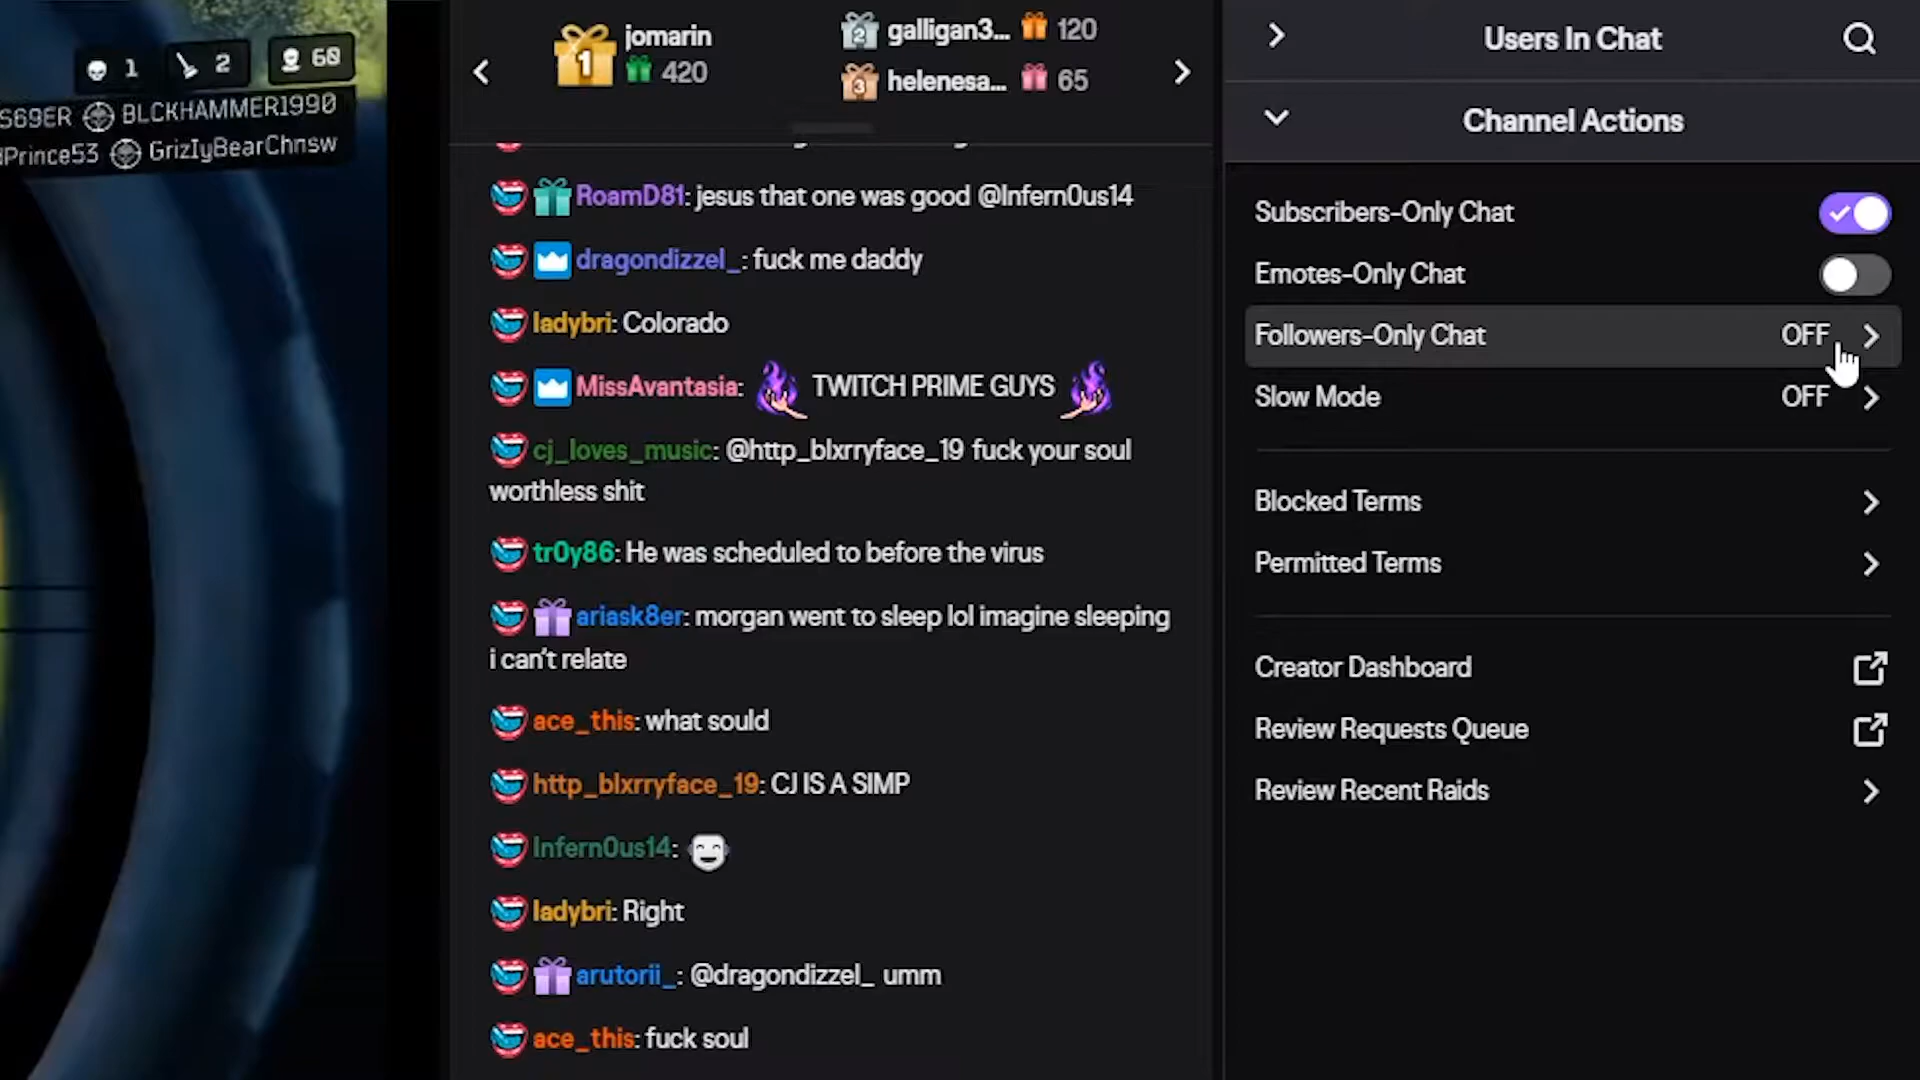 1 2 60
S69ER BLCKHAMMER1990
Prince53 GrizIyBearChnsw
1 jomarin
420
2 galligan3... 120
3 helenesa... 65
RoamD81: jesus that one was good @Infern0us14
dragondizzel_: fuck me daddy
ladybri: Colorado
MissAvantasia: TWITCH PRIME GUYS
cj_loves_music: @http_blxrryface_19 fuck your soul
worthless shit
tr0y86: He was scheduled to before the virus
ariask8er: morgan went to sleep lol imagine sleeping
i can't relate
ace_this: what sould
http_blxrryface_19: CJ IS A SIMP
Infern0us14:
ladybri: Right
arutorii_: @dragondizzel_ umm
ace_this: fuck soul
Users In Chat
Channel Actions
Subscribers-Only Chat
Emotes-Only Chat
Followers-Only Chat OFF
Slow Mode OFF
Blocked Terms
Permitted Terms
Creator Dashboard
Review Requests Queue
Review Recent Raids